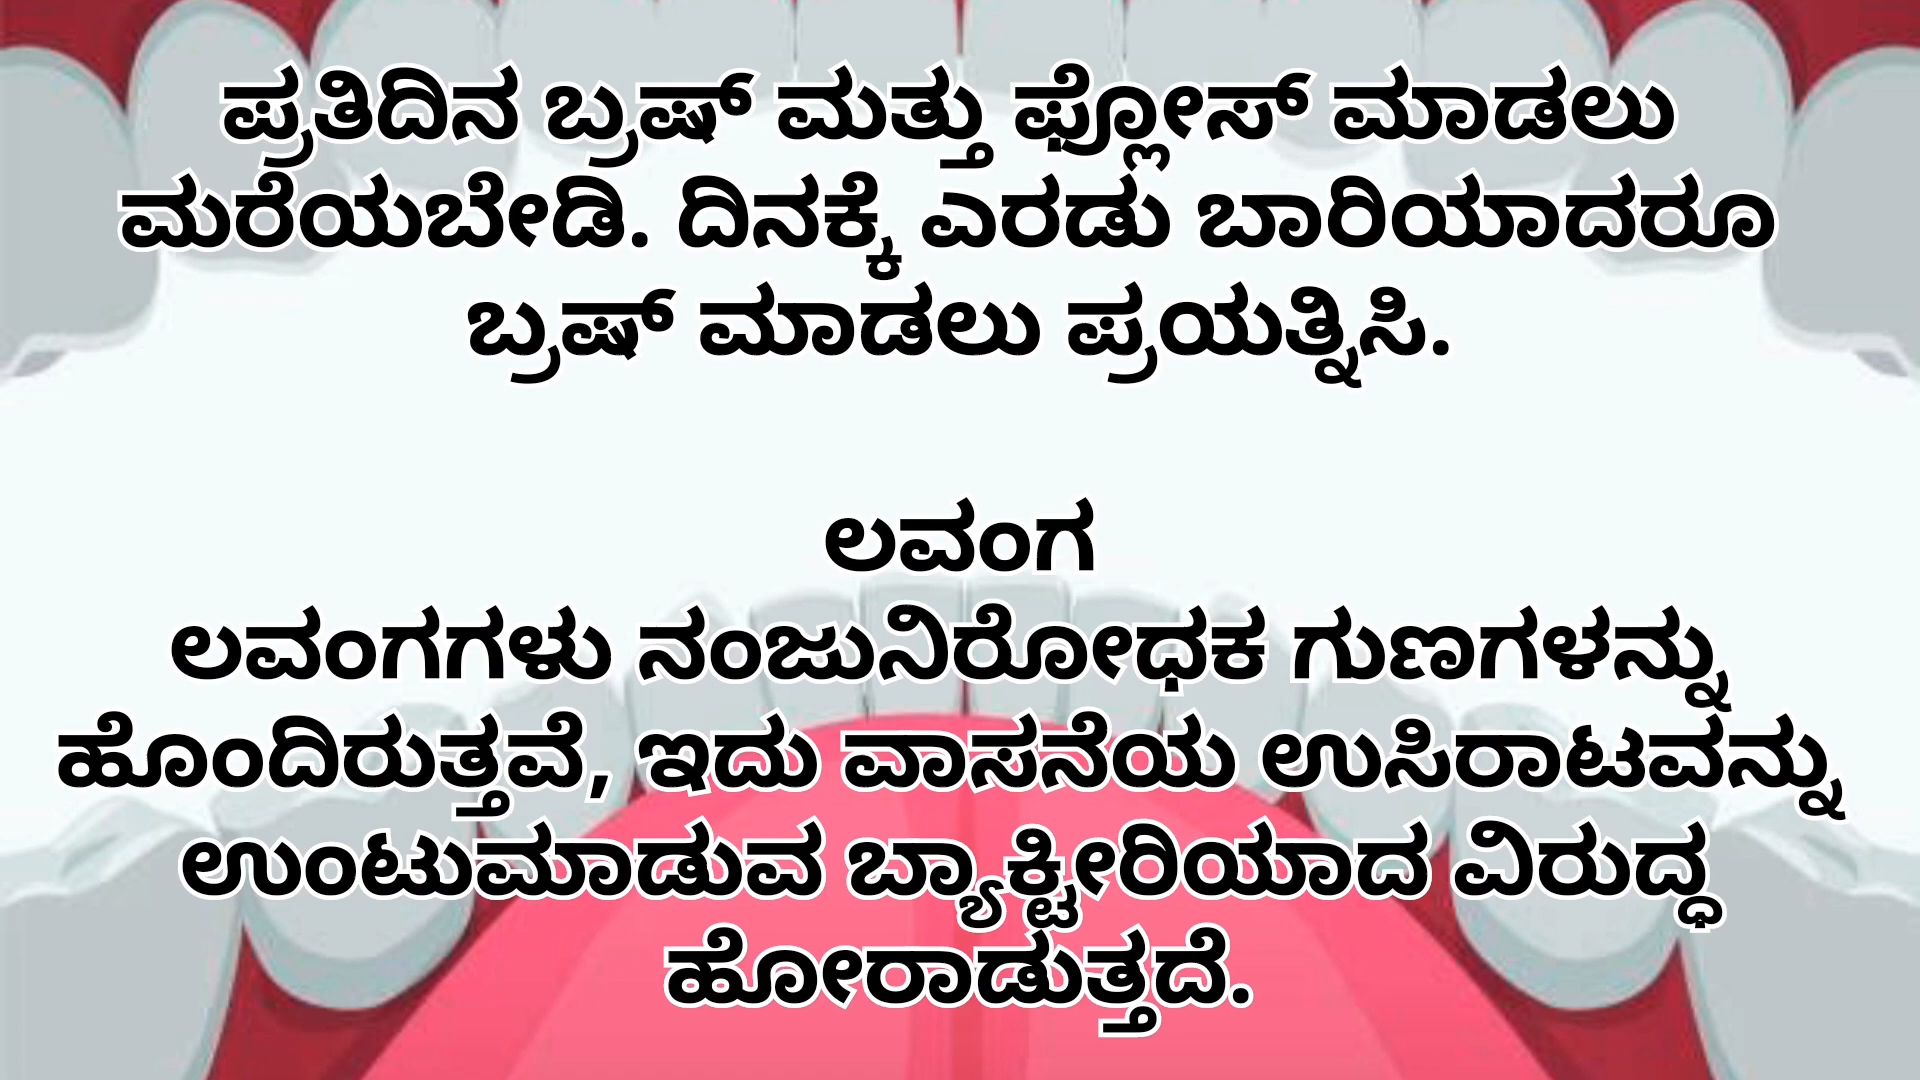 ಪ್ರತಿದಿನ ಬ್ರಷ್ ಮತ್ತು ಫ್ಲೋಸ್ ಮಾಡಲು
ಮರೆಯಬೇಡಿ. ದಿನಕ್ಕೆ ಎರಡು ಬಾರಿಯಾದರೂ
ಬ್ರಷ್ ಮಾಡಲು ಪ್ರಯತ್ನಿಸಿ.
ಲವಂಗ
ಲವಂಗಗಳು ನಂಜುನಿರೋಧಕ ಗುಣಗಳನ್ನು
ಹೊಂದಿರುತ್ತವೆ, ಇದು ವಾಸನೆಯ ಉಸಿರಾಟವನ್ನು
ಉಂಟುಮಾಡುವ ಬ್ಯಾಕ್ಟೀರಿಯಾದ ವಿರುದ್ಧ
ಹೋರಾಡುತ್ತದೆ.